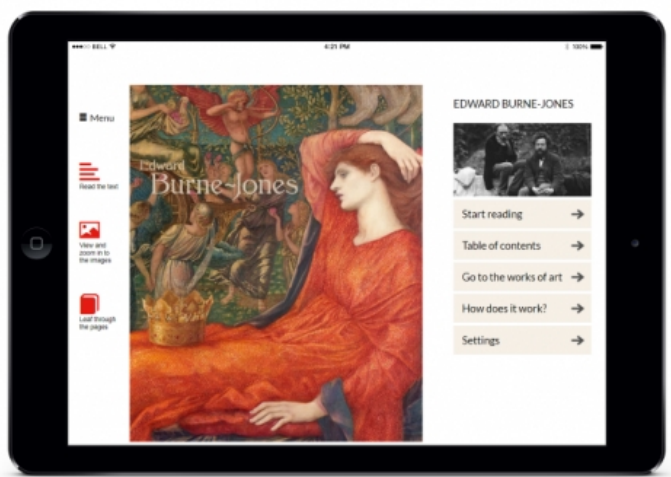 BELL
4:21 PM
100%
Menu
Read the text
View and
zoom in to
the images
Leaf through
the pages
Edward
Burne-Jones
EDWARD BURNE-JONES
Start reading
Table of contents
Go to the works of art
How does it work?
Settings